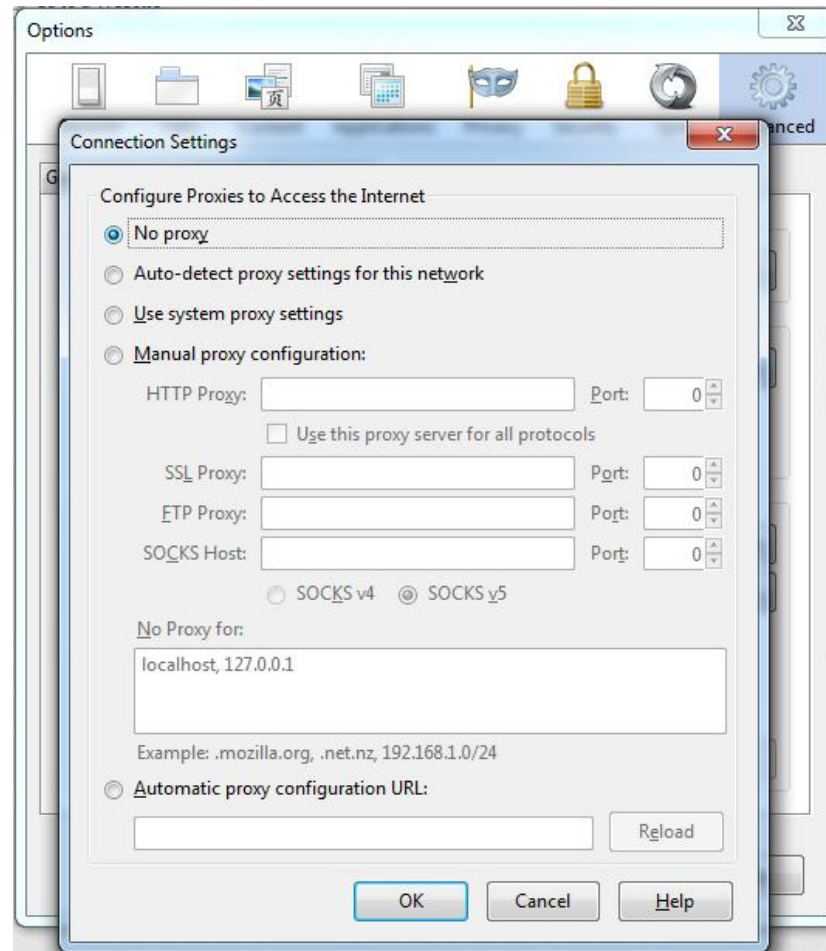 Options
页
anced
Connection Settings
G
Configure Proxies to Access the Internet
No proxy
Auto-detect proxy settings for this network
Use system proxy settings
Manual proxy configuration:
HTTP Proxy: Port: 0
Use this proxy server for all protocols
SSL Proxy: Port: 0
FTP Proxy: Port: 0
SOCKS Host: Port: 0
SOCKS v4 SOCKS v5
No Proxy for:
localhost, 127.0.0.1
Example: .mozilla.org, .net.nz, 192.168.1.0/24
Automatic proxy configuration URL:
Reload
OK Cancel Help